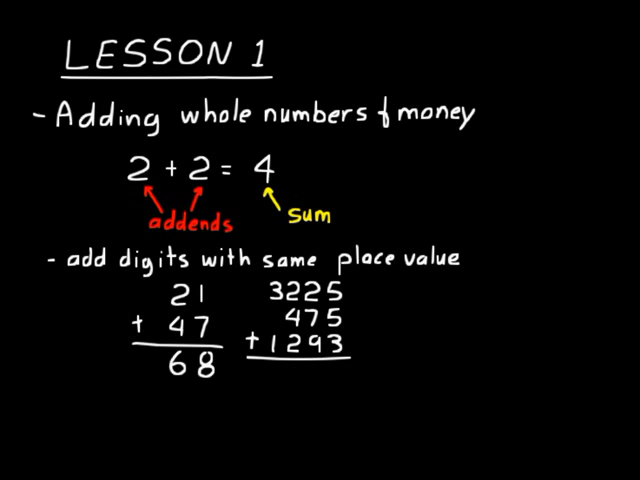 LESSON 1
- Adding whole numbers & money
2 + 2 = 4
addends sum
- add digits with same place value
21 3225
+ 47 475
68 +1293